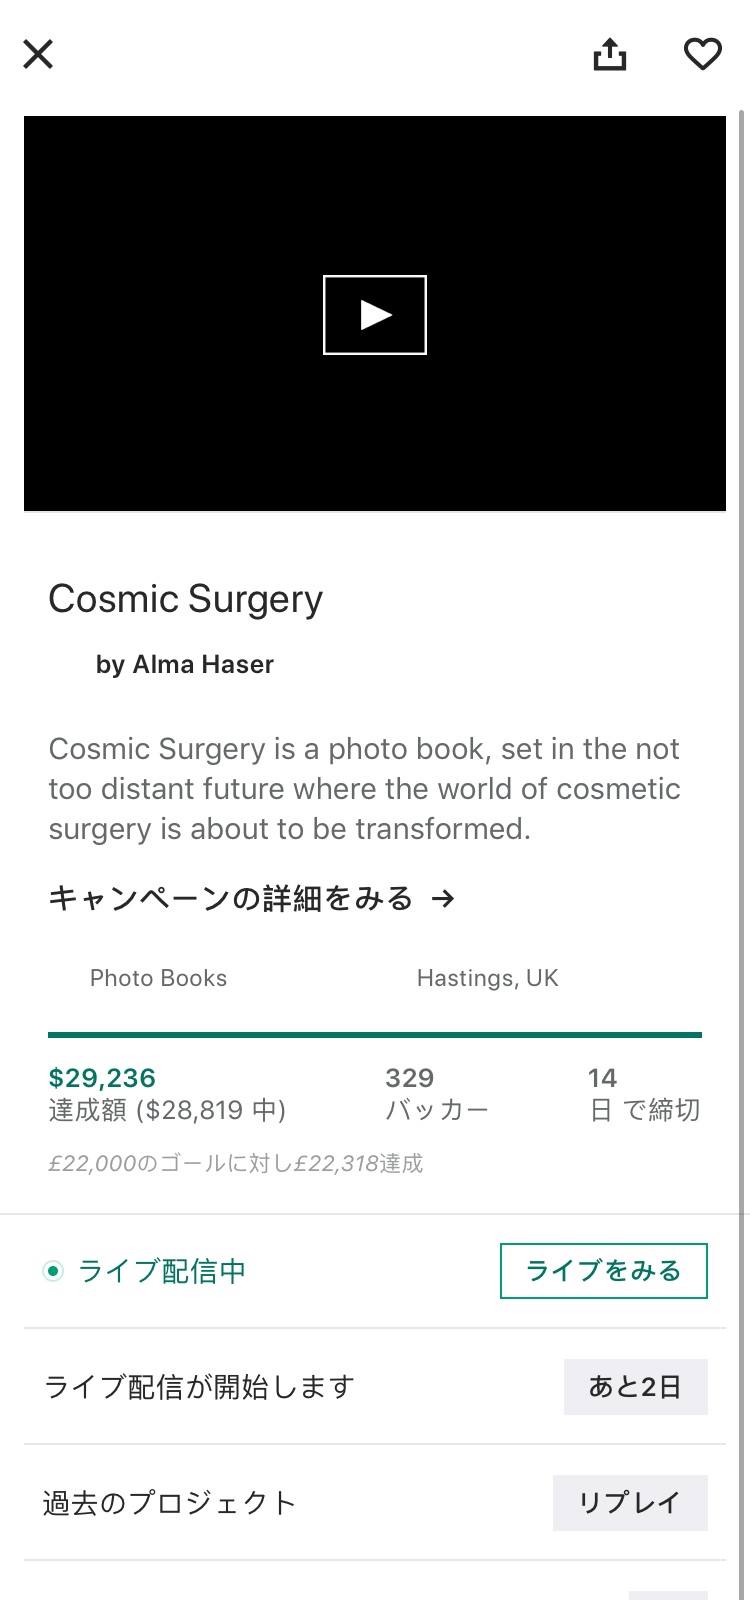 Cosmic Surgery
by Alma Haser
Cosmic Surgery is a photo book, set in the not
too distant future where the world of cosmetic
surgery is about to be transformed.
キャンペーンの詳細をみる →
Photo Books Hastings, UK
$29,236 329 14
達成額 ($28,819 中) バッカー 日 で締切
£22,000のゴールに対し£22,318達成
ライブ配信中 ライブをみる
ライブ配信が開始します あと2日
過去のプロジェクト リプレイ